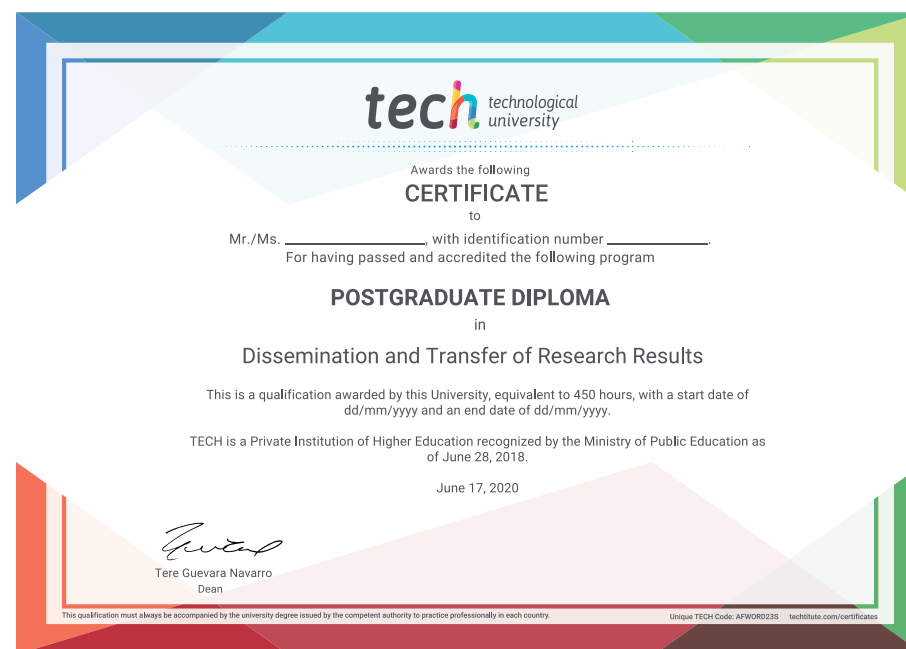 tech technological
university
Awards the following
CERTIFICATE
to
Mr./Ms. ________________, with identification number ____________.
For having passed and accredited the following program
POSTGRADUATE DIPLOMA
in
Dissemination and Transfer of Research Results
This is a qualification awarded by this University, equivalent to 450 hours, with a start date of
dd/mm/yyyy and an end date of dd/mm/yyyy.
TECH is a Private Institution of Higher Education recognized by the Ministry of Public Education as
of June 28, 2018.
June 17, 2020
Tere Guevara Navarro
Dean
This qualification must always be accompanied by the university degree issued by the competent authority to practice professionally in each country.
Unique TECH Code: AFWORD23S techtitute.com/certificates